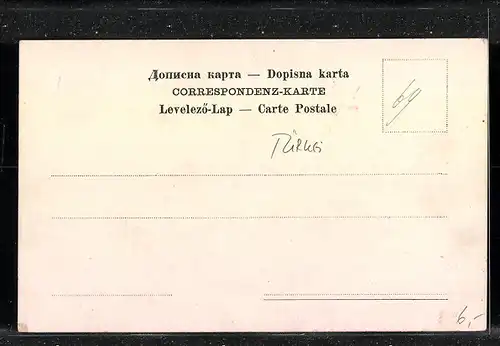 Дописна карта — Dopisna karta
CORRESPONDENZ-KARTE
Levelező-Lap — Carte Postale
Türkei
6,-